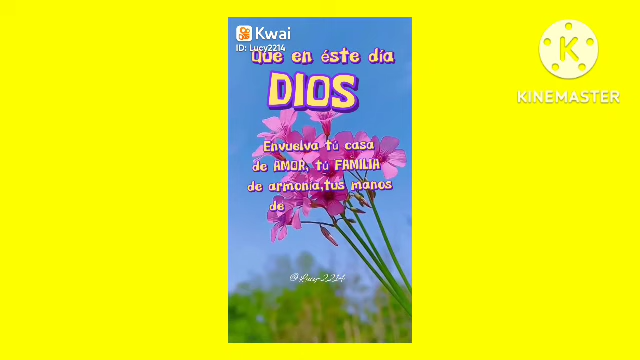 Kwai
ID: Lucy2214
Que en éste día
DIOS
Envuelva tú casa
de AMOR, tú FAMILIA
de armonía,tus manos
de
@Lucy2214
KINEMASTER